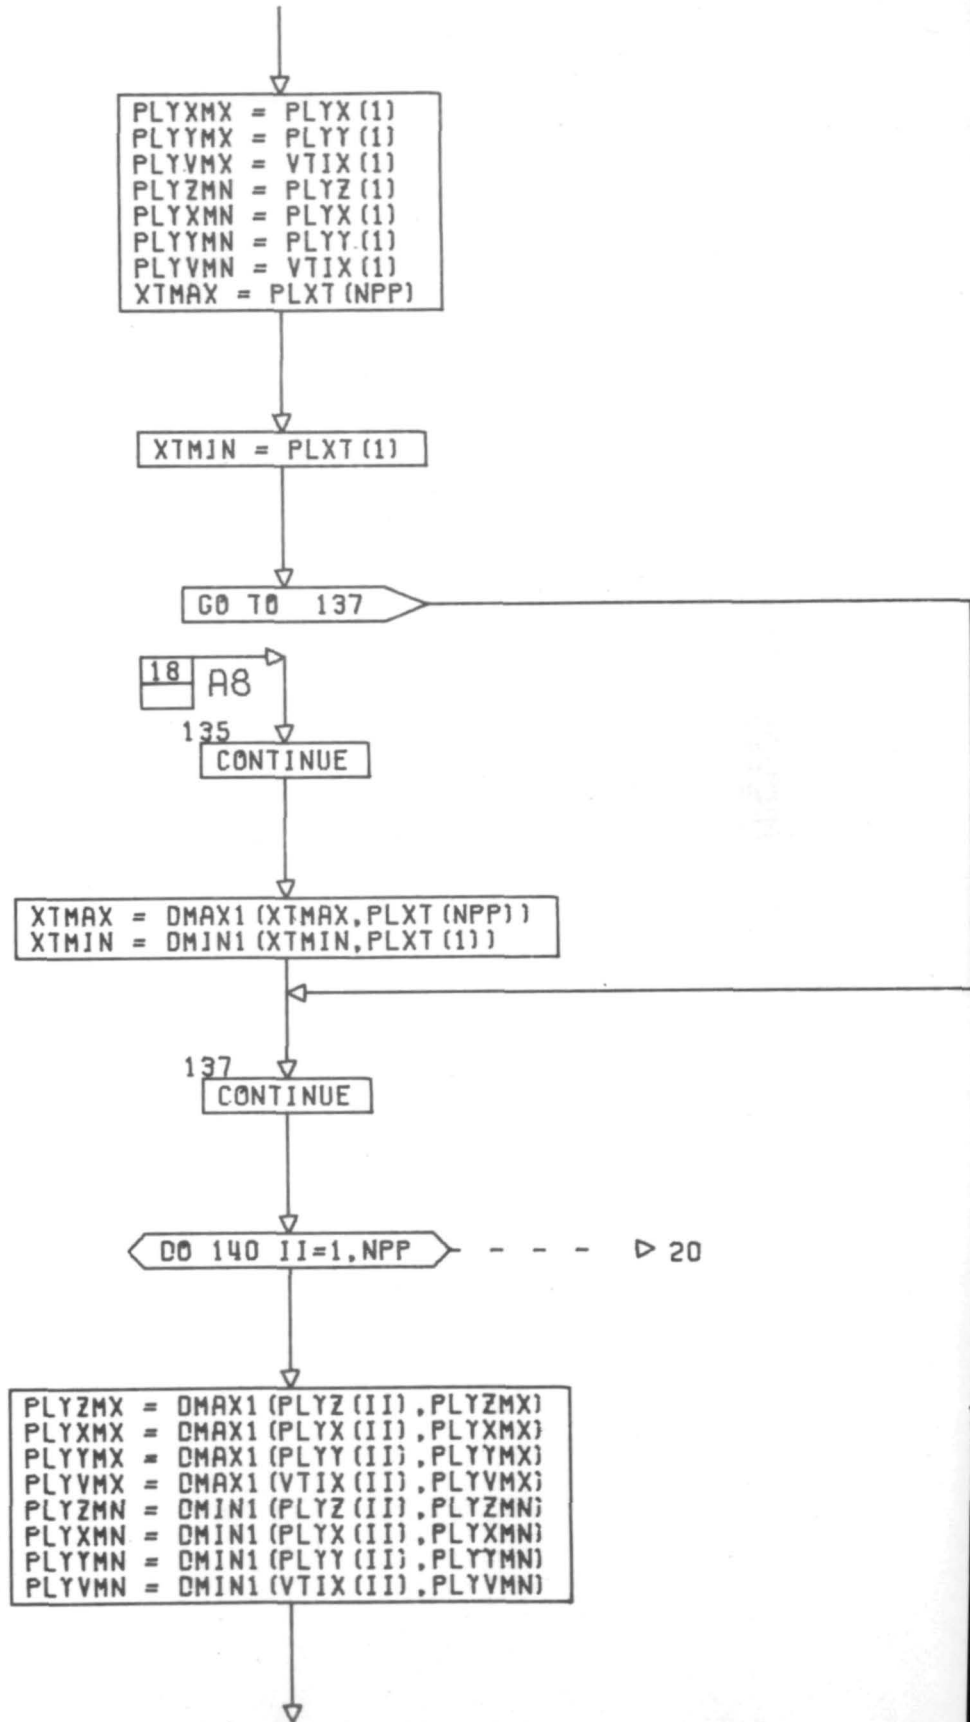 PLYXMX = PLYX(1)
PLYYMX = PLYY(1)
PLYVMX = VTIX(1)
PLYZMN = PLYZ(1)
PLYXMN = PLYX(1)
PLYYMN = PLYY(1)
PLYVMN = VTIX(1)
XTMAX = PLXT(NPP)
XTMIN = PLXT(1)
GO TO 137
18 A8
135
CONTINUE
XTMAX = DMAX1(XTMAX,PLXT(NPP))
XTMIN = DMIN1(XTMIN,PLXT(1))
137
CONTINUE
DO 140 II=1,NPP - - - - 20
PLYZMX = DMAX1(PLYZ(II),PLYZMX)
PLYXMX = DMAX1(PLYX(II),PLYXMX)
PLYYMX = DMAX1(PLYY(II),PLYYMX)
PLYVMX = DMAX1(VTIX(II),PLYVMX)
PLYZMN = DMIN1(PLYZ(II),PLYZMN)
PLYXMN = DMIN1(PLYX(II),PLYXMN)
PLYYMN = DMIN1(PLYY(II),PLYYMN)
PLYVMN = DMIN1(VTIX(II),PLYVMN)